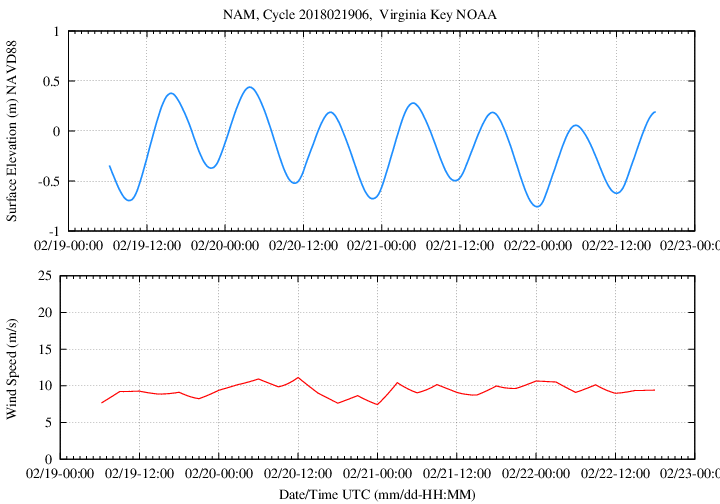 NAM, Cycle 2018021906,  Virginia Key NOAA
Surface Elevation (m) NAVD88
1
0.5
0
-0.5
-1
02/19-00:00 02/19-12:00 02/20-00:00 02/20-12:00 02/21-00:00 02/21-12:00 02/22-00:00 02/22-12:00 02/23-0
Wind Speed (m/s)
25
20
15
10
5
0
02/19-00:00 02/19-12:00 02/20-00:00 02/20-12:00 02/21-00:00 02/21-12:00 02/22-00:00 02/22-12:00 02/23-0
Date/Time UTC (mm/dd-HH:MM)